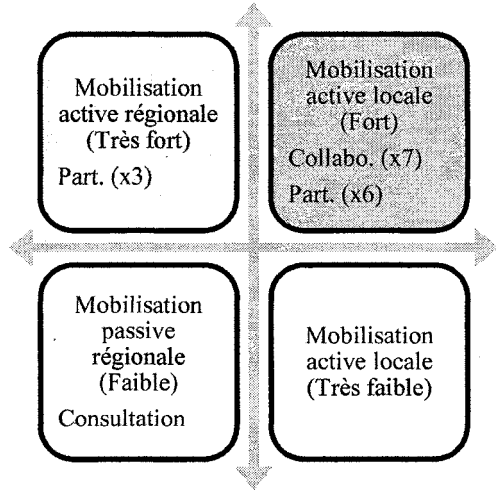 Mobilisation
active régionale
(Très fort)
Part. (x3)
Mobilisation
active locale
(Fort)
Collabo. (x7)
Part. (x6)
Mobilisation
passive
régionale
(Faible)
Consultation
Mobilisation
active locale
(Très faible)